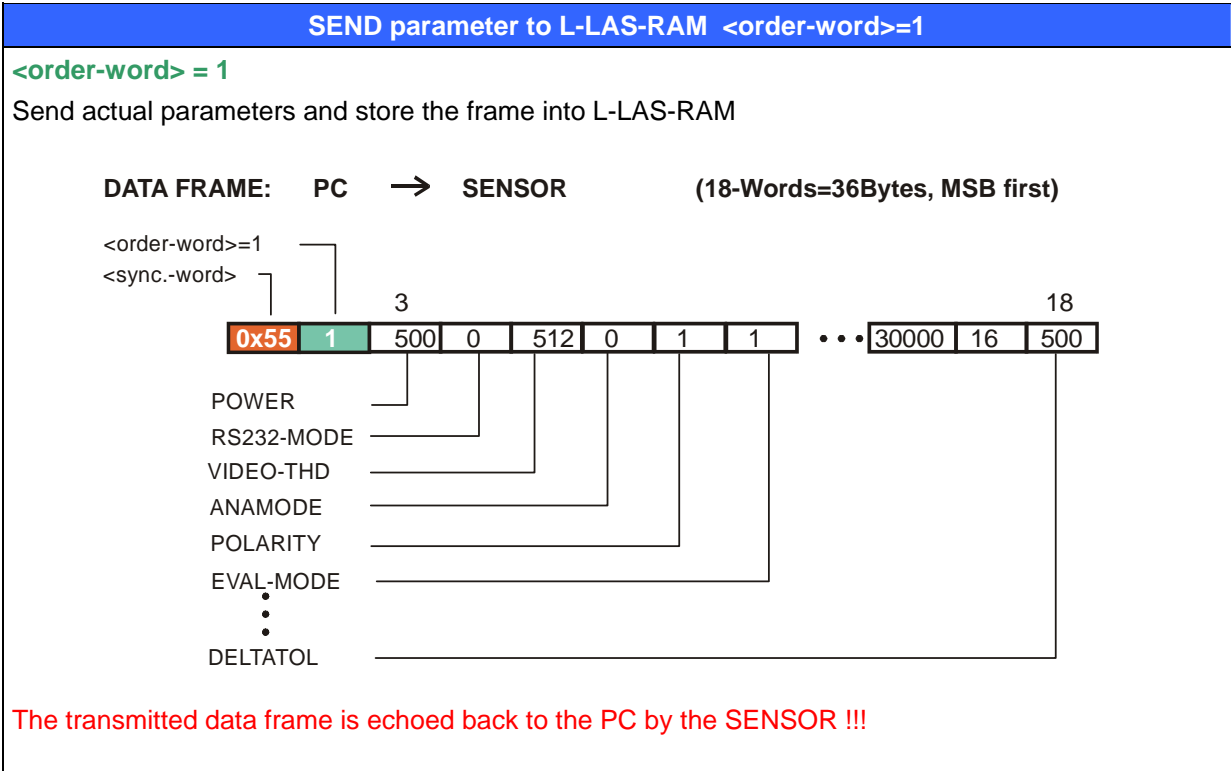 SEND parameter to L-LAS-RAM <order-word>=1
<order-word> = 1
Send actual parameters and store the frame into L-LAS-RAM
DATA FRAME: PC → SENSOR (18-Words=36Bytes, MSB first)
<order-word>=1
<sync.-word>
3 18
0x55 1 500 0 512 0 1 1 • • • 30000 16 500
POWER
RS232-MODE
VIDEO-THD
ANAMODE
POLARITY
EVAL-MODE
DELTATOL
The transmitted data frame is echoed back to the PC by the SENSOR !!!